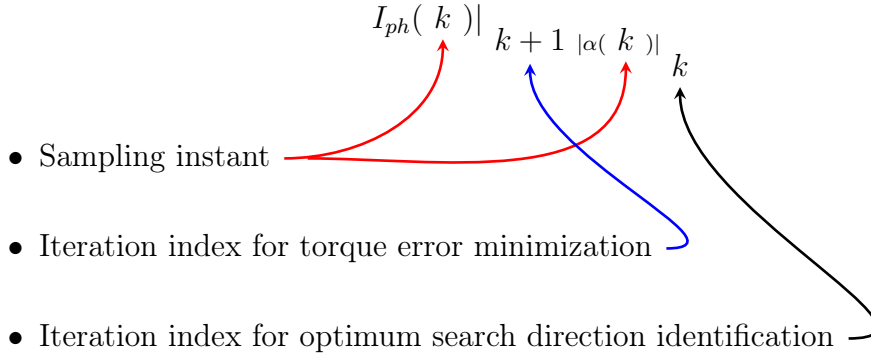 I_{ph}( k )| k + 1 |α( k )| k
• Sampling instant
• Iteration index for torque error minimization
• Iteration index for optimum search direction identification